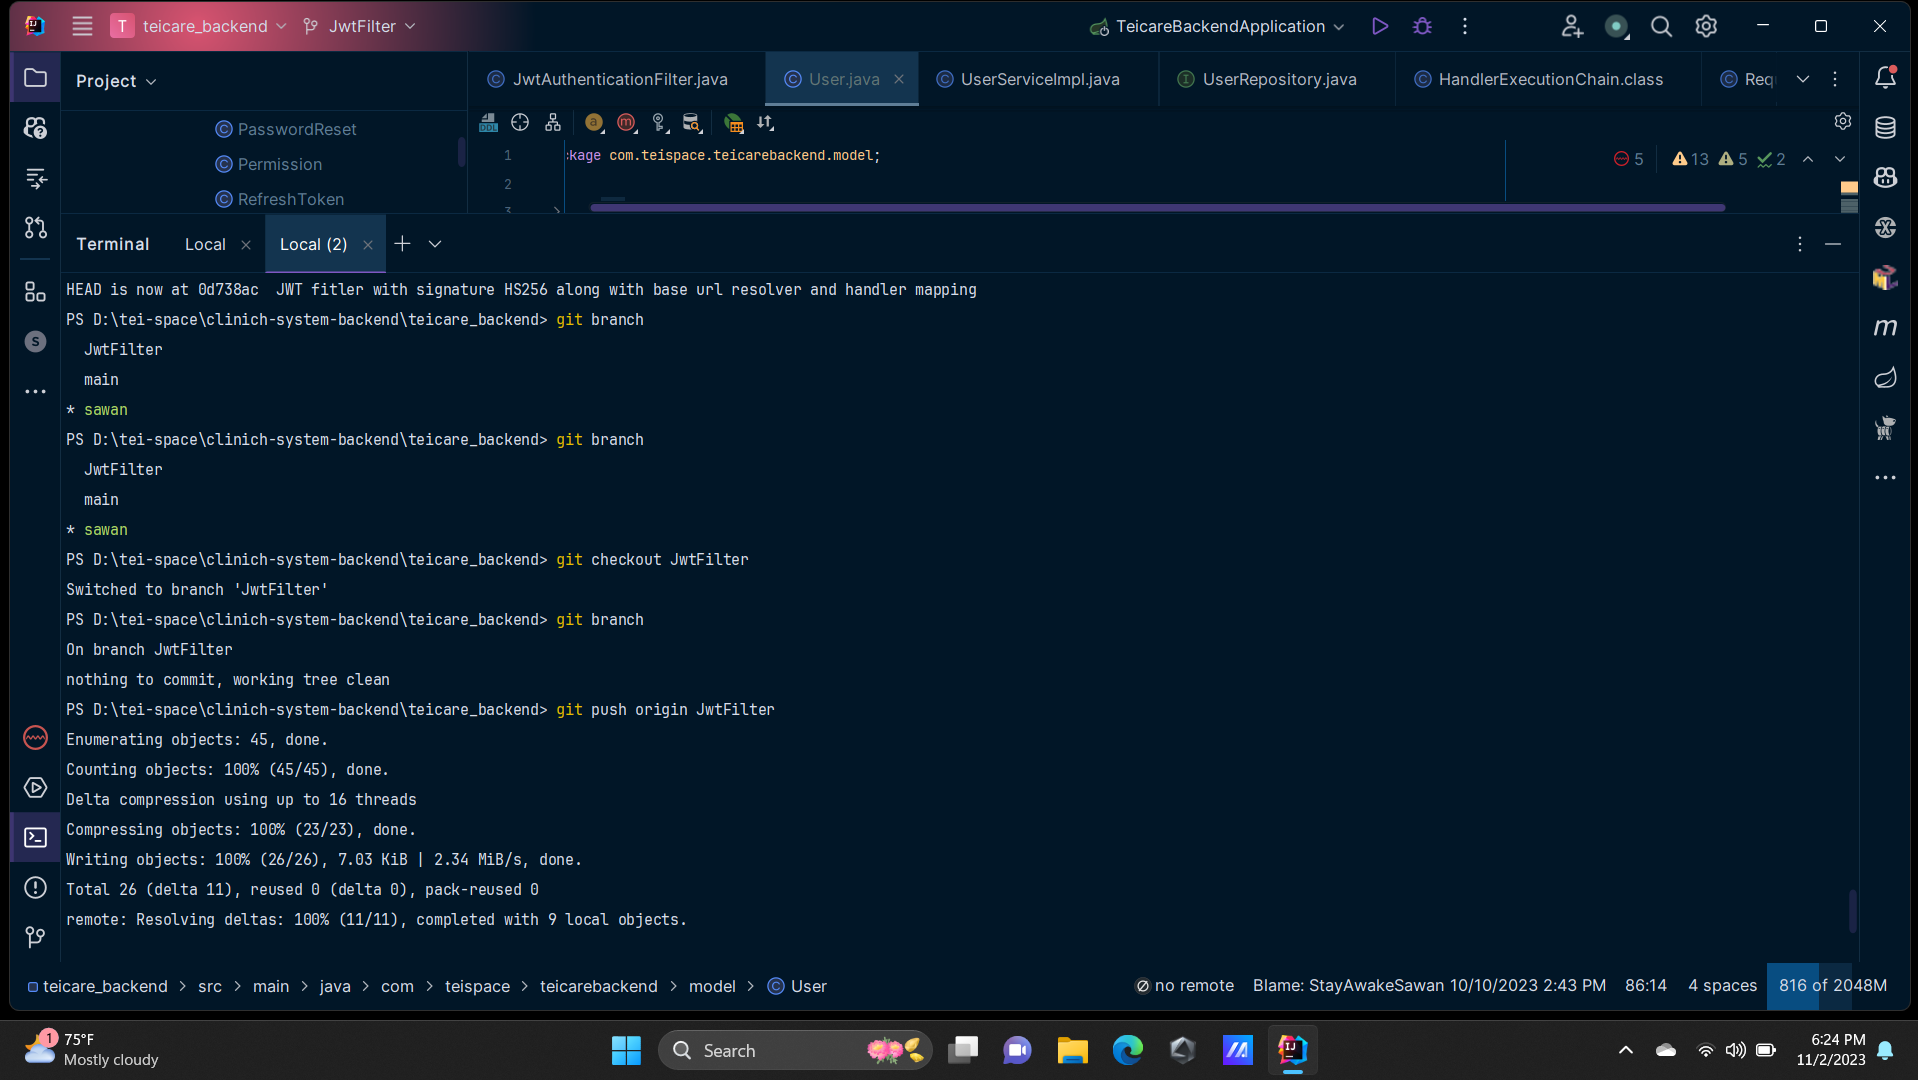 T teicare_backend JwtFilter TeicareBackendApplication
Project
JwtAuthenticationFilter.java User.java UserServiceImpl.java UserRepository.java HandlerExecutionChain.class Req
PasswordReset
Permission
RefreshToken
DDL
1 kage com.teispace.teicarebackend.model;
5 13 5 2
2
3
Terminal Local Local (2)
HEAD is now at 0d738ac  JWT fitler with signature HS256 along with base url resolver and handler mapping
PS D:\tei-space\clinich-system-backend\teicare_backend> git branch
JwtFilter
main
* sawan
PS D:\tei-space\clinich-system-backend\teicare_backend> git branch
JwtFilter
main
* sawan
PS D:\tei-space\clinich-system-backend\teicare_backend> git checkout JwtFilter
Switched to branch 'JwtFilter'
PS D:\tei-space\clinich-system-backend\teicare_backend> git branch
On branch JwtFilter
nothing to commit, working tree clean
PS D:\tei-space\clinich-system-backend\teicare_backend> git push origin JwtFilter
Enumerating objects: 45, done.
Counting objects: 100% (45/45), done.
Delta compression using up to 16 threads
Compressing objects: 100% (23/23), done.
Writing objects: 100% (26/26), 7.03 KiB | 2.34 MiB/s, done.
Total 26 (delta 11), reused 0 (delta 0), pack-reused 0
remote: Resolving deltas: 100% (11/11), completed with 9 local objects.
teicare_backend > src > main > java > com > teispace > teicarebackend > model > User
no remote Blame: StayAwakeSawan 10/10/2023 2:43 PM 86:14 4 spaces 816 of 2048M
1 75°F
Mostly cloudy
Search
6:24 PM
11/2/2023